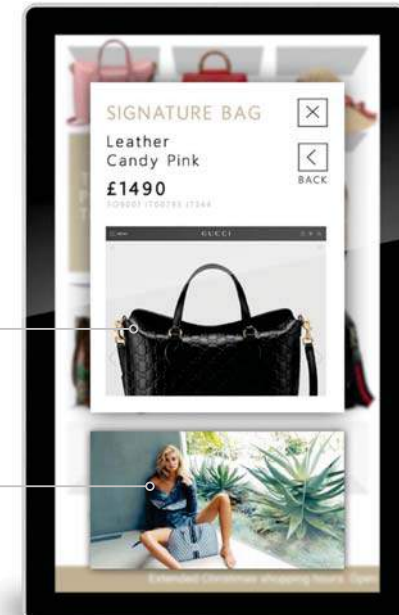 SIGNATURE BAG
Leather
Candy Pink
£1490
BACK
GUCCI
Extended Christmas shopping hours. Open